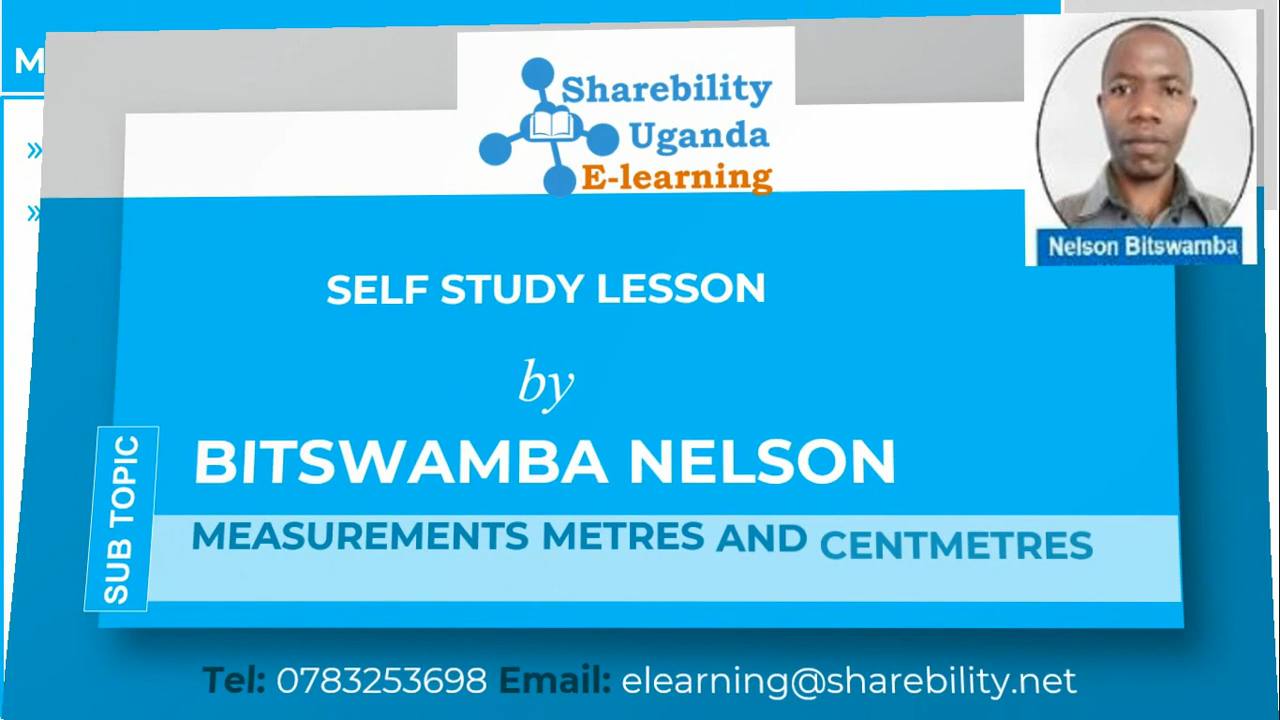 M
»
»
Sharebility
Uganda
E-learning
Nelson Bitswamba
SELF STUDY LESSON
by
BITSWAMBA NELSON
SUB TOPIC
MEASUREMENTS METRES AND CENTMETRES
Tel: 0783253698 Email: elearning@sharebility.net